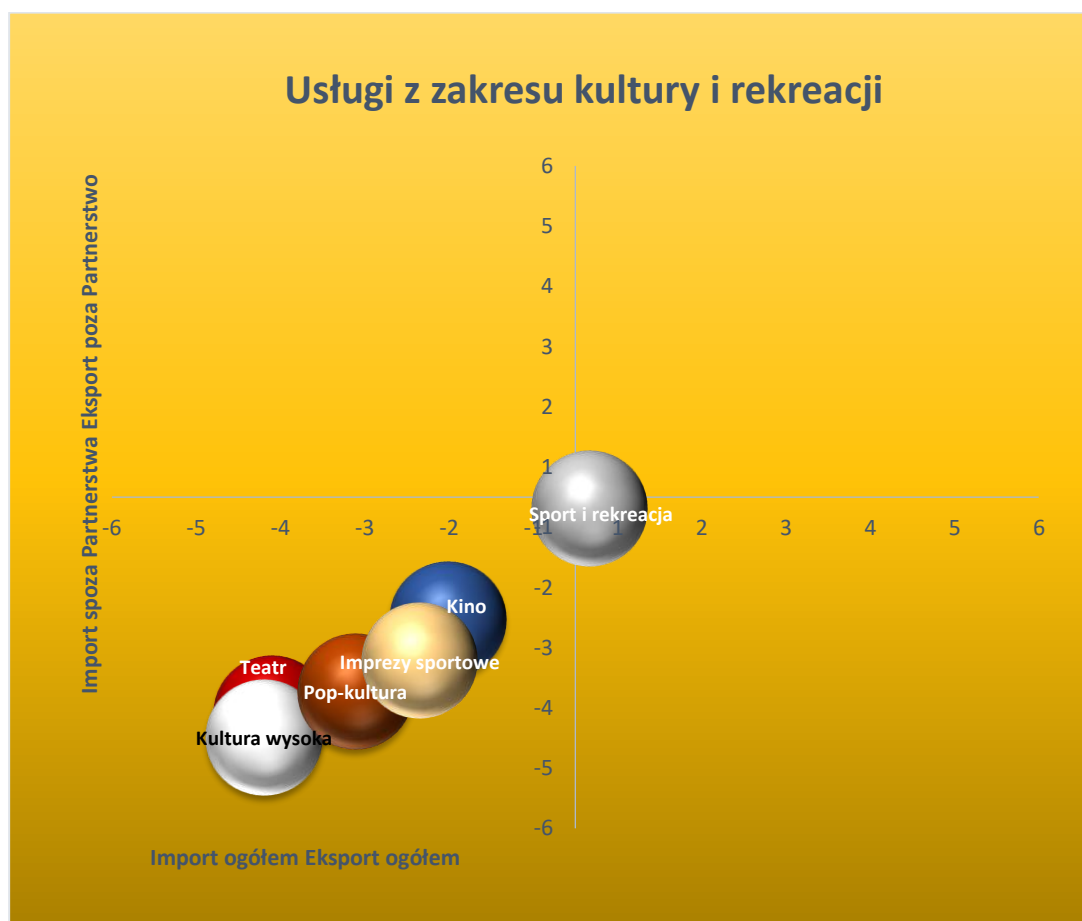 Usługi z zakresu kultury i rekreacji
Import spoza Partnerstwa Eksport poza Partnerstwo
6
5
4
3
2
1
-6 -5 -4 -3 -2 -1 1 2 3 4 5 6
Sport i rekreacja
-1
-2
Kino
-3
Imprezy sportowe
Teatr
Pop-kultura
-4
Kultura wysoka
-5
-6
Import ogółem Eksport ogółem